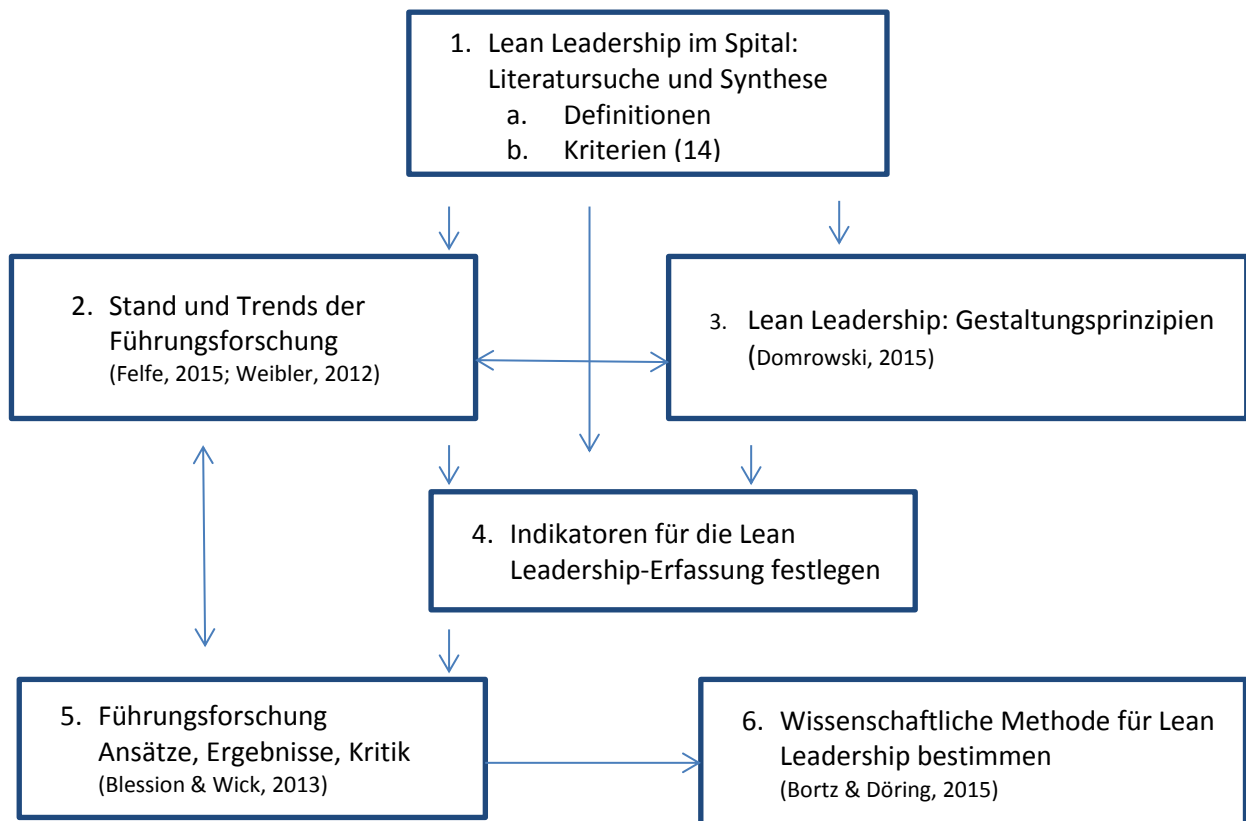 1. Lean Leadership im Spital:
Literatursuche und Synthese
a. Definitionen
b. Kriterien (14)
2. Stand und Trends der
Führungsforschung
(Felfe, 2015; Weibler, 2012)
3. Lean Leadership: Gestaltungsprinzipien
(Domrowski, 2015)
4. Indikatoren für die Lean
Leadership-Erfassung festlegen
5. Führungsforschung
Ansätze, Ergebnisse, Kritik
(Blession & Wick, 2013)
6. Wissenschaftliche Methode für Lean
Leadership bestimmen
(Bortz & Döring, 2015)